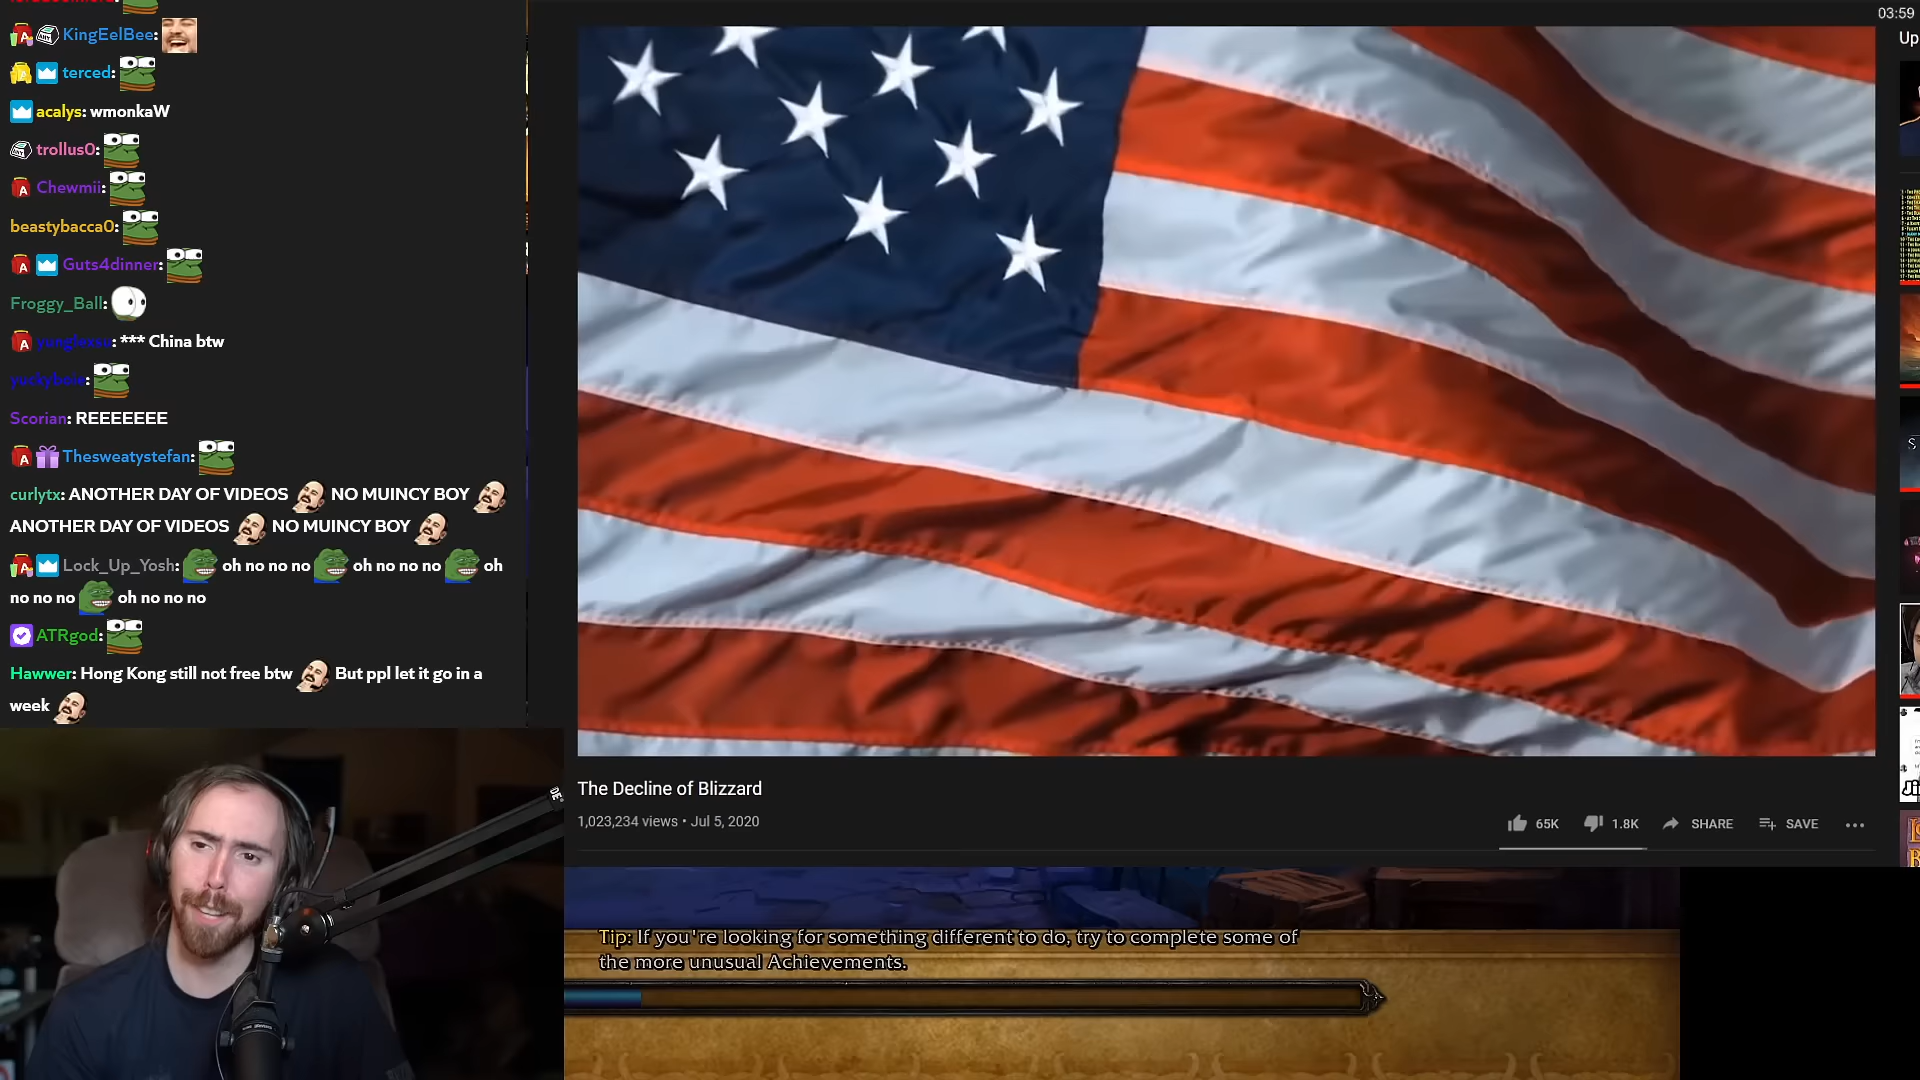 03:59
Up
KingEelBee:
terced:
acalys: wmonkaW
trollus0:
Chewmii:
beastybacca0:
Guts4dinner:
Froggy_Ball:
*** China btw
yuckyboie:
Scorian: REEEEEEE
Thesweatystefan:
curlytx: ANOTHER DAY OF VIDEOS NO MUINCY BOY
ANOTHER DAY OF VIDEOS NO MUINCY BOY
Lock_Up_Yosh: oh no no no oh no no no oh
no no no oh no no no
ATRgod:
Hawwer: Hong Kong still not free btw But ppl let it go in a
week
The Decline of Blizzard
1,023,234 views • Jul 5, 2020
65K 1.8K SHARE SAVE
Tip: If you're looking for something different to do, try to complete some of
the more unusual Achievements.